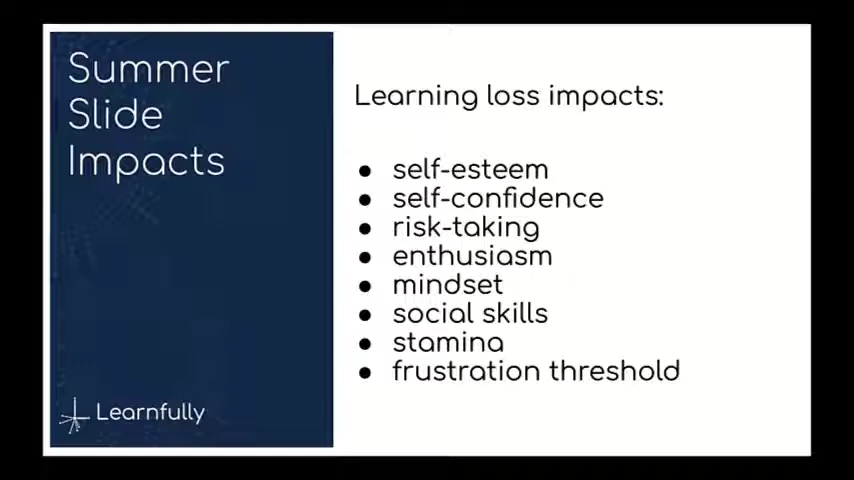 Summer
Slide
Impacts
Learnfully
Learning loss impacts:
● self-esteem
● self-confidence
● risk-taking
● enthusiasm
● mindset
● social skills
● stamina
● frustration threshold